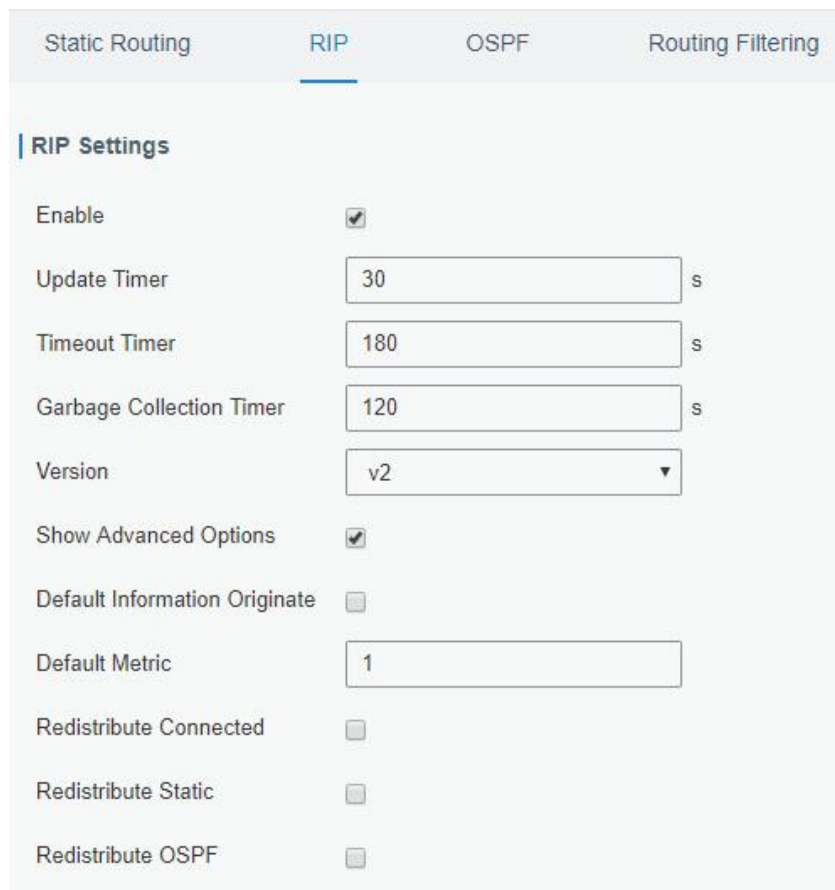 Static Routing RIP OSPF Routing Filtering
RIP Settings
Enable
Update Timer 30 s
Timeout Timer 180 s
Garbage Collection Timer 120 s
Version v2
Show Advanced Options
Default Information Originate
Default Metric 1
Redistribute Connected
Redistribute Static
Redistribute OSPF